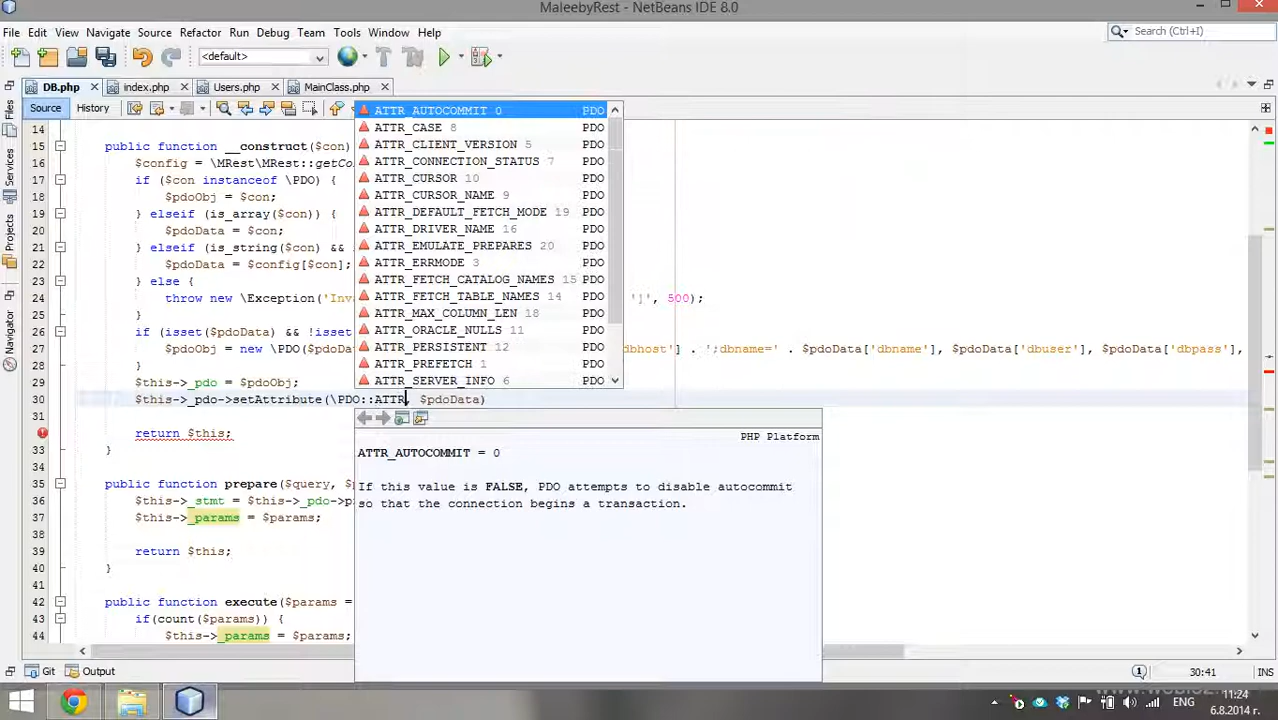 MaleebyRest - NetBeans IDE 8.0
File Edit View Navigate Source Refactor Run Debug Team Tools Window Help
Search (Ctrl+I)
<default>
DB.php index.php Users.php MainClass.php
Source History
Files
Services
Projects
Navigator
14
15 public function __construct($con)
16 $config = \MRest\MRest::getCo
17 if ($con instanceof \PDO) {
18 $pdoObj = $con;
19 } elseif (is_array($con)) {
20 $pdoData = $con;
21 } elseif (is_string($con) &&
22 $pdoData = $config[$con];
23 } else {
24 throw new \Exception('Inv ']', 500);
25 }
26 if (isset($pdoData) && !isset
27 $pdoObj = new \PDO($pdoDa dbhost'] . ';dbname=' . $pdoData['dbname'], $pdoData['dbuser'], $pdoData['dbpass'],
28 }
29 $this->_pdo = $pdoObj;
30 $this->_pdo->setAttribute(\PDO::ATTR, $pdoData)
31
return $this;
33 }
34
35 public function prepare($query, $p
36 $this->_stmt = $this->_pdo->p
37 $this->_params = $params;
38
39 return $this;
40 }
41
42 public function execute($params =
43 if(count($params)) {
44 $this->_params = $params;
ATTR_AUTOCOMMIT 0 PDO
ATTR_CASE 8 PDO
ATTR_CLIENT_VERSION 5 PDO
ATTR_CONNECTION_STATUS 7 PDO
ATTR_CURSOR 10 PDO
ATTR_CURSOR_NAME 9 PDO
ATTR_DEFAULT_FETCH_MODE 19 PDO
ATTR_DRIVER_NAME 16 PDO
ATTR_EMULATE_PREPARES 20 PDO
ATTR_ERRMODE 3 PDO
ATTR_FETCH_CATALOG_NAMES 15 PDO
ATTR_FETCH_TABLE_NAMES 14 PDO
ATTR_MAX_COLUMN_LEN 18 PDO
ATTR_ORACLE_NULLS 11 PDO
ATTR_PERSISTENT 12 PDO
ATTR_PREFETCH 1 PDO
ATTR_SERVER_INFO 6 PDO
PHP Platform
ATTR_AUTOCOMMIT = 0
If this value is FALSE, PDO attempts to disable autocommit
so that the connection begins a transaction.
Git Output
1 30:41 INS
ENG 11:24
6.8.2014 г.